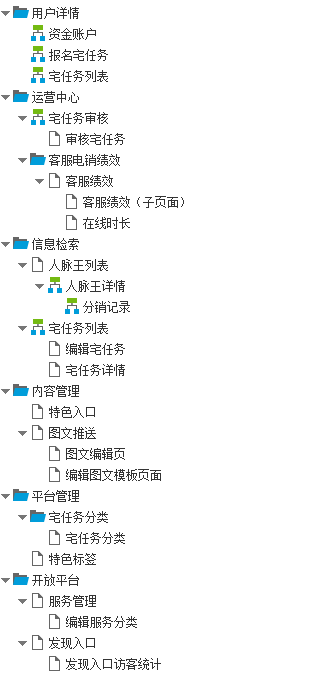 用户详情
资金账户
报名宅任务
宅任务列表
运营中心
宅任务审核
审核宅任务
客服电销绩效
客服绩效
客服绩效（子页面）
在线时长
信息检索
人脉王列表
人脉王详情
分销记录
宅任务列表
编辑宅任务
宅任务详情
内容管理
特色入口
图文推送
图文编辑页
编辑图文模板页面
平台管理
宅任务分类
宅任务分类
特色标签
开放平台
服务管理
编辑服务分类
发现入口
发现入口访客统计